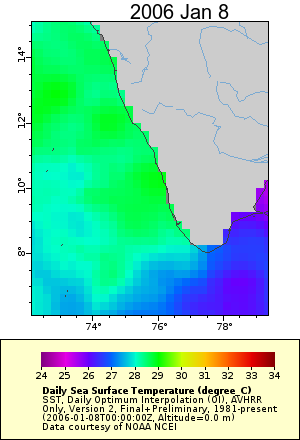 2006 Jan 8
14°
12°
10°
8°
74° 76° 78°
24 25 26 27 28 29 30 31 32 33 34
Daily Sea Surface Temperature (degree_C)
SST, Daily Optimum Interpolation (OI), AVHRR
Only, Version 2, Final+Preliminary, 1981-present
(2006-01-08T00:00:00Z, Altitude=0.0 m)
Data courtesy of NOAA NCEI